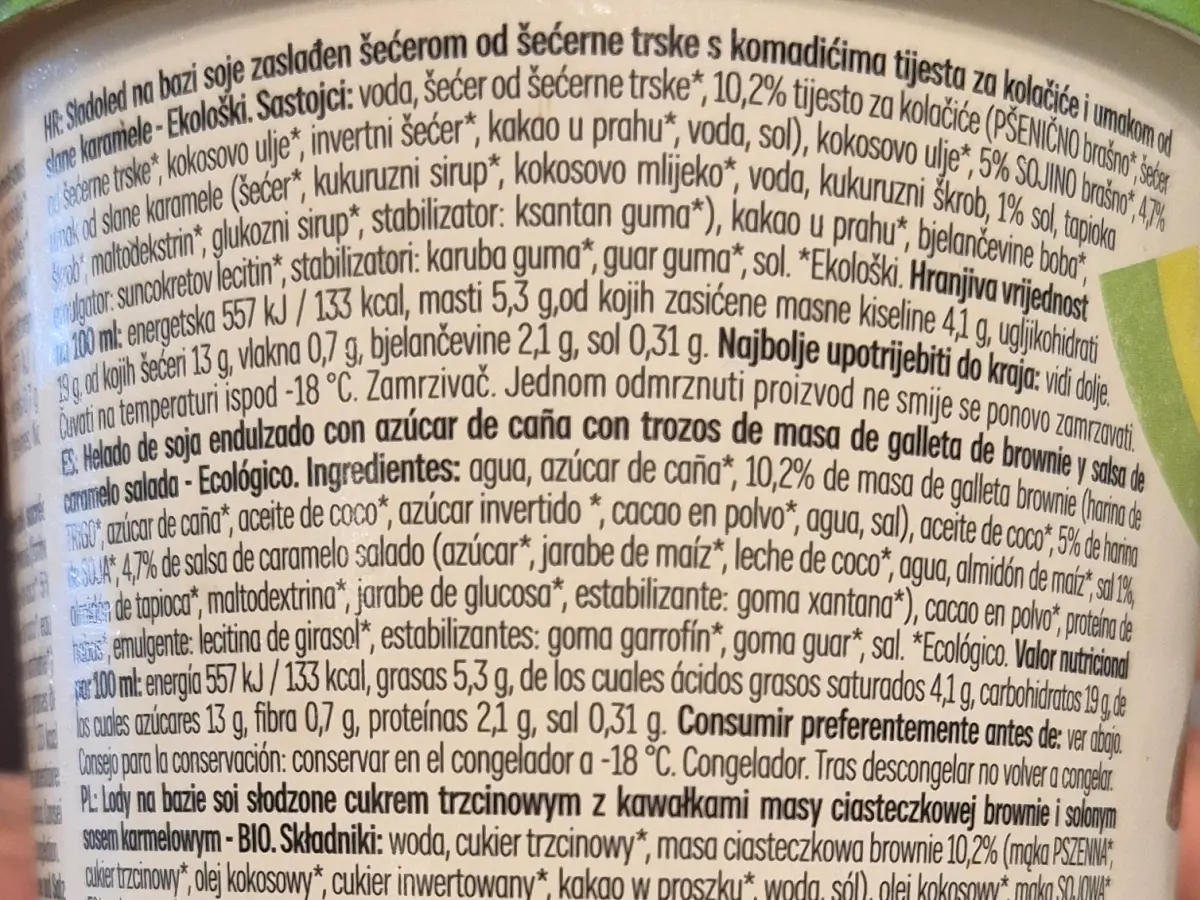 HR: Sladoled na bazi soje zaslađen šećerom od šećerne trske s komadićima tijesta za kolačiće i umakom od
slane karamele - Ekološki. Sastojci: voda, šećer od šećerne trske*, 10,2% tijesto za kolačiće (PŠENIČNO brašno*, šećer
od šećerne trske*, kokosovo ulje*, invertni šećer*, kakao u prahu*, voda, sol), kokosovo ulje*, 5% SOJINO brašno*, 4,7%
umak od slane karamele (šećer*, kukuruzni sirup*, kokosovo mlijeko*, voda, kukuruzni škrob, 1% sol, tapioka
škrob*, maltodekstrin*, glukozni sirup*, stabilizator: ksantan guma*), kakao u prahu*, bjelančevine boba*,
emulgator: suncokretov lecitin*, stabilizatori: karuba guma*, guar guma*, sol. *Ekološki. Hranjiva vrijednost
na 100 ml: energetska 557 kJ / 133 kcal, masti 5,3 g,od kojih zasićene masne kiseline 4,1 g, ugljikohidrati
19 g, od kojih šećeri 13 g, vlakna 0,7 g, bjelančevine 2,1 g, sol 0,31 g. Najbolje upotrijebiti do kraja: vidi dolje.
Čuvati na temperaturi ispod -18 °C. Zamrzivač. Jednom odmrznuti proizvod ne smije se ponovo zamrzavati.
ES: Helado de soja endulzado con azúcar de caña con trozos de masa de galleta de brownie y salsa de
caramelo salada - Ecológico. Ingredientes: agua, azúcar de caña*, 10,2% de masa de galleta brownie (harina de
TRIGO*, azúcar de caña*, aceite de coco*, azúcar invertido *, cacao en polvo*, agua, sal), aceite de coco*, 5% de harina
de SOJA*, 4,7% de salsa de caramelo salado (azúcar*, jarabe de maíz*, leche de coco*, agua, almidón de maíz*, sal 1%,
almidón de tapioca*, maltodextrina*, jarabe de glucosa*, estabilizante: goma xantana*), cacao en polvo*, proteína de
habas*, emulgente: lecitina de girasol*, estabilizantes: goma garrofín*, goma guar*, sal. *Ecológico. Valor nutricional
por 100 ml: energía 557 kJ / 133 kcal, grasas 5,3 g, de los cuales ácidos grasos saturados 4,1 g, carbohidratos 19 g, de
los cuales azúcares 13 g, fibra 0,7 g, proteínas 2,1 g, sal 0,31 g. Consumir preferentemente antes de: ver abajo.
Consejo para la conservación: conservar en el congelador a -18 °C. Congelador. Tras descongelar no volver a congelar.
PL: Lody na bazie soi słodzone cukrem trzcinowym z kawałkami masy ciasteczkowej brownie i solonym
sosem karmelowym - BIO. Składniki: woda, cukier trzcinowy*, masa ciasteczkowa brownie 10,2% (mąka PSZENNA*,
cukier trzcinowy*, olej kokosowy*, cukier inwertowany*, kakao w proszku*, woda, sól), olej kokosowy*, mąka SOJOWA*